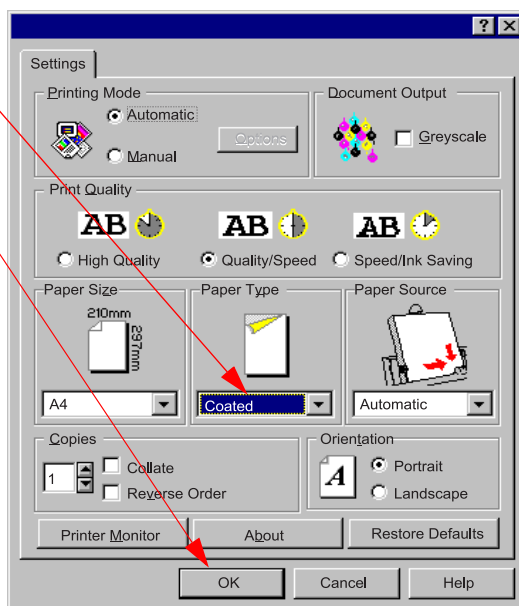 ? X
Settings
Printing Mode
Automatic
Manual
Options
Document Output
Greyscale
Print Quality
AB AB AB
High Quality Quality/Speed Speed/Ink Saving
Paper Size Paper Type Paper Source
210mm
297mm
A4 Coated Automatic
Copies
1
Collate
Reverse Order
Orientation
A
Portrait
Landscape
Printer Monitor About Restore Defaults
OK Cancel Help